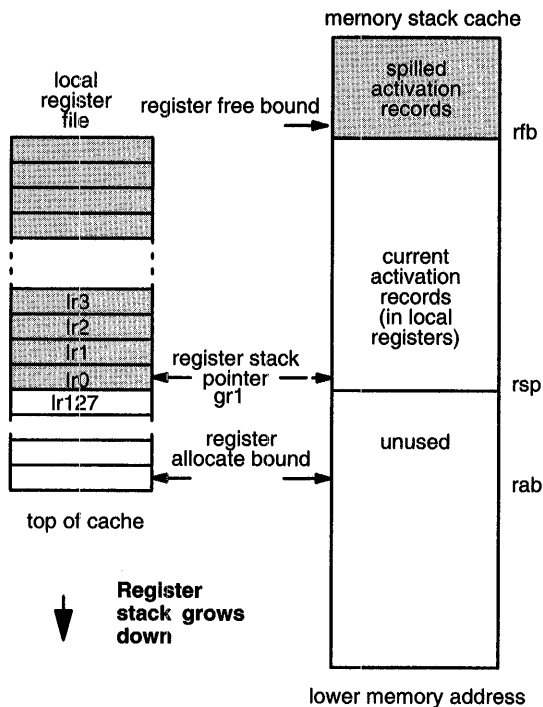 memory stack cache
local
register
file
spilled
activation
records
register free bound
rfb
current
activation
records
(in local
registers)
lr3
lr2
lr1
lr0
lr127
register stack
pointer
gr1
rsp
register
allocate bound
unused
rab
top of cache
Register
stack grows
down
lower memory address